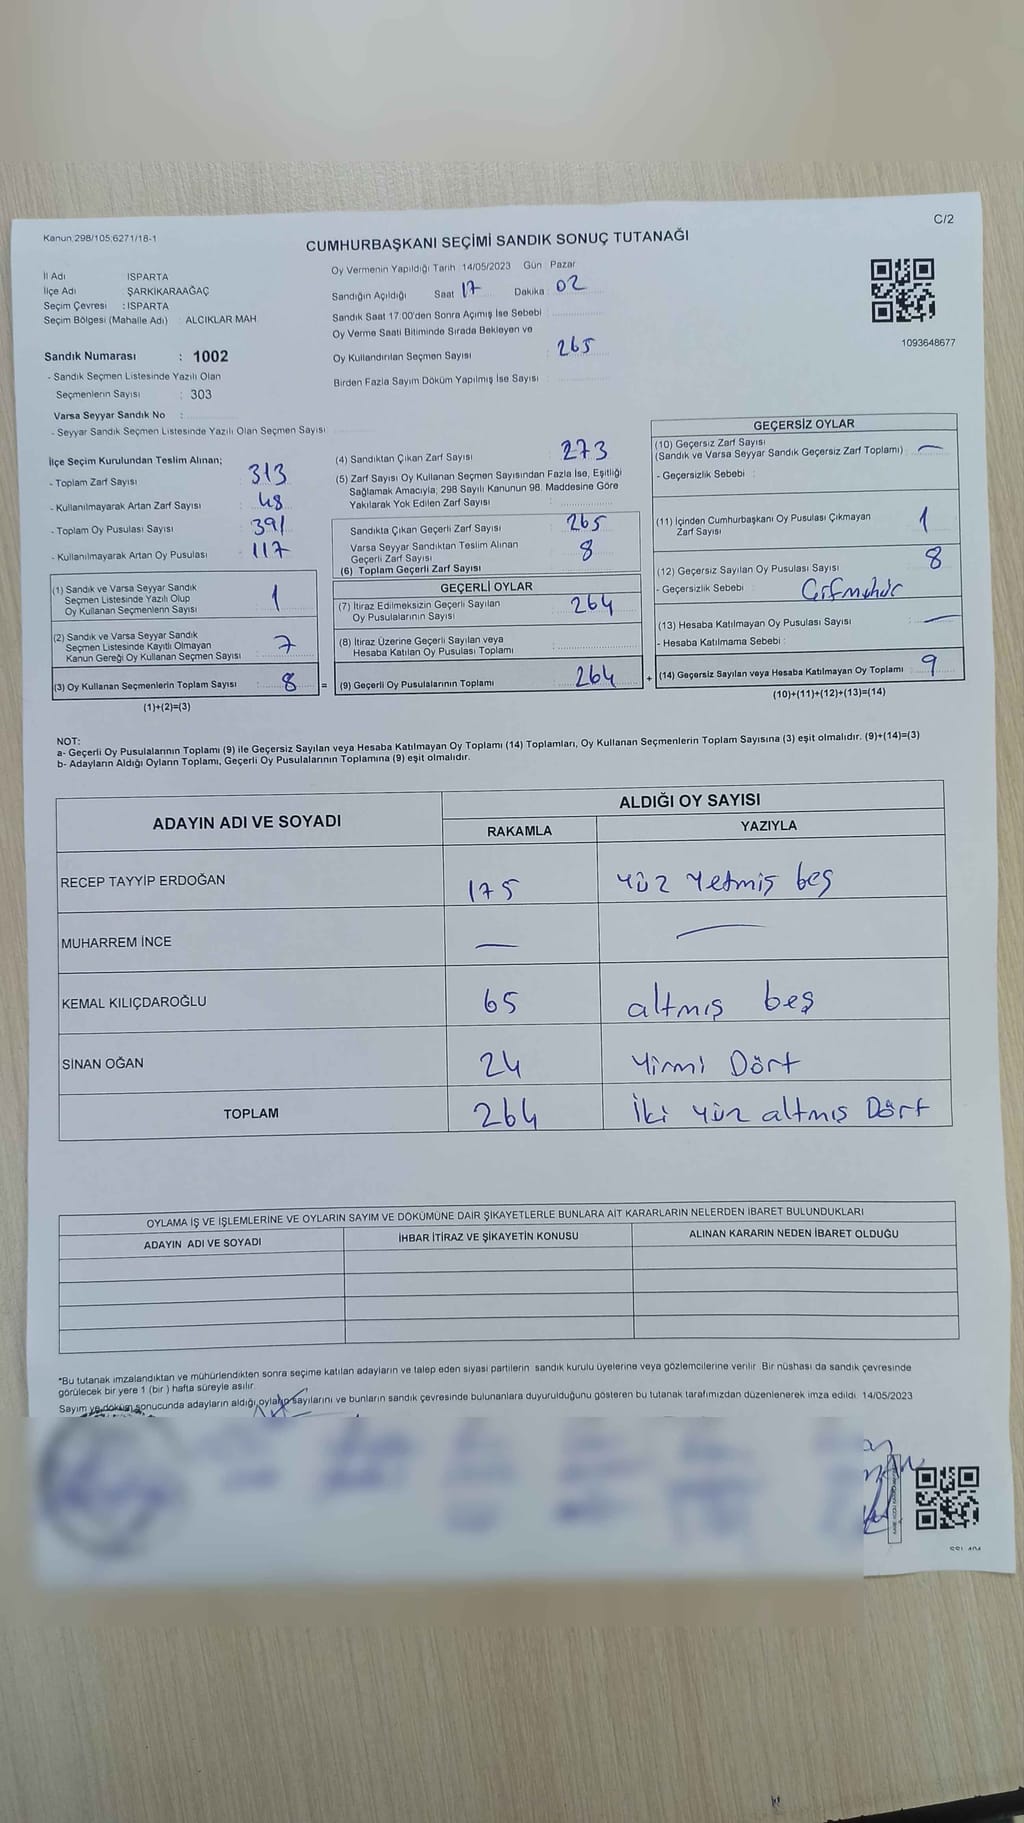 Kanun 298/105,6271/18-1
C/2
CUMHURBAŞKANI SEÇİMİ SANDIK SONUÇ TUTANAĞI
İl Adı ISPARTA
İlçe Adı ŞARKİKARAAĞAÇ
Seçim Çevresi : ISPARTA
Seçim Bölgesi (Mahalle Adı) ALCIKLAR MAH.
Sandık Numarası : 1002
- Sandık Seçmen Listesinde Yazılı Olan
Seçmenlerin Sayısı : 303
Varsa Seyyar Sandık No :
- Seyyar Sandık Seçmen Listesinde Yazılı Olan Seçmen Sayısı
Oy Vermenin Yapıldığı Tarih : 14/05/2023 Gün : Pazar
Sandığın Açıldığı Saat 17 Dakika : 02
Sandık Saat 17 00'den Sonra Açımış İse Sebebi :
Oy Verme Saati Bitiminde Sırada Bekleyen ve
Oy Kullandırılan Seçmen Sayısı : 265
Birden Fazla Sayım Döküm Yapılmış İse Sayısı :
1093648677
İlçe Seçim Kurulundan Teslim Alınan;
- Toplam Zarf Sayısı 313
- Kullanılmayarak Artan Zarf Sayısı 48
- Toplam Oy Pusulası Sayısı 391
- Kullanılmayarak Artan Oy Pusulası 117
(1) Sandık ve Varsa Seyyar Sandık
Seçmen Listesinde Yazılı Olup
Oy Kullanan Seçmenlerın Sayısı 1
(2) Sandık ve Varsa Seyyar Sandık
Seçmen Listesinde Kayıtlı Olmayan
Kanun Gereği Oy Kullanan Seçmen Sayısı 7
(3) Oy Kullanan Seçmenlerin Toplam Sayısı : 8
(1)+(2)=(3)
(4) Sandıktan Çıkan Zarf Sayısı : 273
(5) Zarf Sayısı Oy Kullanan Seçmen Sayısından Fazla İse, Eşitliği
Sağlamak Amacıyla, 298 Sayılı Kanunun 98. Maddesine Göre
Yakılarak Yok Edilen Zarf Sayısı
Sandıkta Çıkan Geçerli Zarf Sayısı : 265
Varsa Seyyar Sandıktan Teslim Alınan
Geçerli Zarf Sayısı 8
(6) Toplam Geçerli Zarf Sayısı
GEÇERLİ OYLAR
(7) İtiraz Edilmeksizin Geçerli Sayılan
Oy Pusulalarının Sayısı 264
(8) İtiraz Üzerine Geçerli Sayılan veya
Hesaba Katılan Oy Pusulası Toplamı
= (9) Geçerli Oy Pusulalarının Toplamı 264
GEÇERSİZ OYLAR
(10) Geçersiz Zarf Sayısı
(Sandık ve Varsa Seyyar Sandık Geçersiz Zarf Toplamı) : —
- Geçersizlik Sebebi :
(11) İçinden Cumhurbaşkanı Oy Pusulası Çıkmayan
Zarf Sayısı 1
(12) Geçersiz Sayılan Oy Pusulası Sayısı : 8
- Geçersizlik Sebebi :
(13) Hesaba Katılmayan Oy Pusulası Sayısı : —
- Hesaba Katılmama Sebebi :
+ (14) Geçersiz Sayılan veya Hesaba Katılmayan Oy Toplamı 9
(10)+(11)+(12)+(13)=(14)
NOT:
a- Geçerli Oy Pusulalarının Toplamı (9) ile Geçersiz Sayılan veya Hesaba Katılmayan Oy Toplamı (14) Toplamları, Oy Kullanan Seçmenlerin Toplam Sayısına (3) eşit olmalıdır. (9)+(14)=(3)
b- Adayların Aldığı Oyların Toplamı, Geçerli Oy Pusulalarının Toplamına (9) eşit olmalıdır.
ADAYIN ADI VE SOYADI
ALDIĞI OY SAYISI
RAKAMLA YAZIYLA
RECEP TAYYİP ERDOĞAN 175 yüz yetmiş beş
MUHARREM İNCE — —
KEMAL KILIÇDAROĞLU 65 altmış beş
SİNAN OĞAN 24 yirmi Dört
TOPLAM 264 İki yüz altmış Dört
OYLAMA İŞ VE İŞLEMLERİNE VE OYLARIN SAYIM VE DÖKÜMÜNE DAİR ŞİKAYETLERLE BUNLARA AİT KARARLARIN NELERDEN İBARET BULUNDUKLARI
ADAYIN ADI VE SOYADI İHBAR İTİRAZ VE ŞİKAYETİN KONUSU ALINAN KARARIN NEDEN İBARET OLDUĞU
*Bu tutanak imzalandıktan ve mühürlendikten sonra seçime katılan adayların ve talep eden siyasi partilerin sandık kurulu üyelerine veya gözlemcilerine verilir Bir nüshası da sandık çevresinde
görülecek bir yere 1 (bir ) hafta süreyle asılır
Sayım ve döküm sonucunda adayların aldığı oyların sayılarını ve bunların sandık çevresinde bulunanlara duyurulduğunu gösteren bu tutanak tarafımızdan düzenlenerek imza edildi 14/05/2023